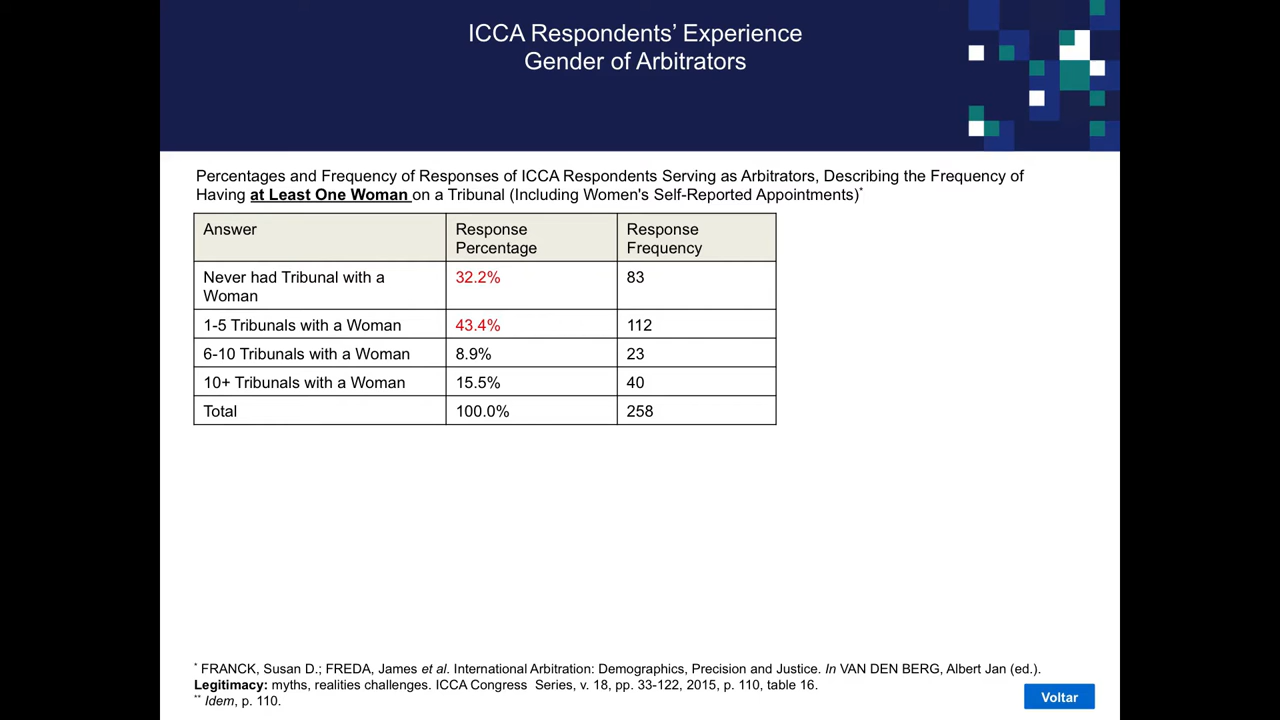 ICCA Respondents’ Experience
Gender of Arbitrators
Percentages and Frequency of Responses of ICCA Respondents Serving as Arbitrators, Describing the Frequency of
Having at Least One Woman on a Tribunal (Including Women's Self-Reported Appointments)*
Answer
Response
Percentage
Response
Frequency
Never had Tribunal with a
Woman
32.2%
83
1-5 Tribunals with a Woman
43.4%
112
6-10 Tribunals with a Woman
8.9%
23
10+ Tribunals with a Woman
15.5%
40
Total
100.0%
258
* FRANCK, Susan D.; FREDA, James et al. International Arbitration: Demographics, Precision and Justice. In VAN DEN BERG, Albert Jan (ed.).
Legitimacy: myths, realities challenges. ICCA Congress Series, v. 18, pp. 33-122, 2015, p. 110, table 16.
** Idem, p. 110.
Voltar